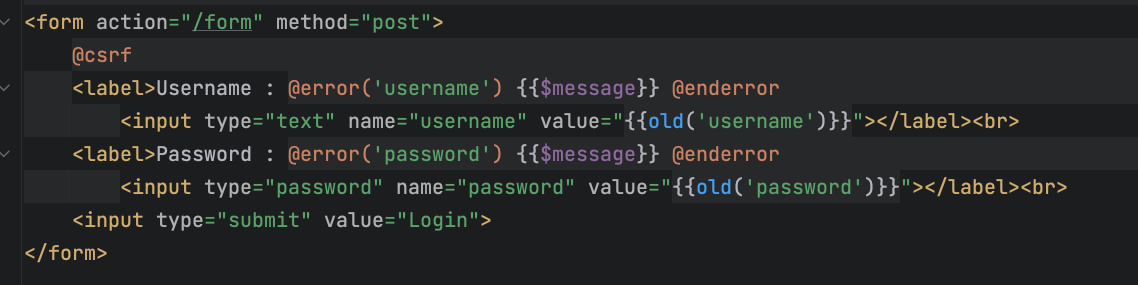 <form action="/form" method="post">
    @csrf
    <label>Username : @error('username') {{$message}} @enderror
        <input type="text" name="username" value="{{old('username')}}"></label><br>
    <label>Password : @error('password') {{$message}} @enderror
        <input type="password" name="password" value="{{old('password')}}"></label><br>
    <input type="submit" value="Login">
</form>